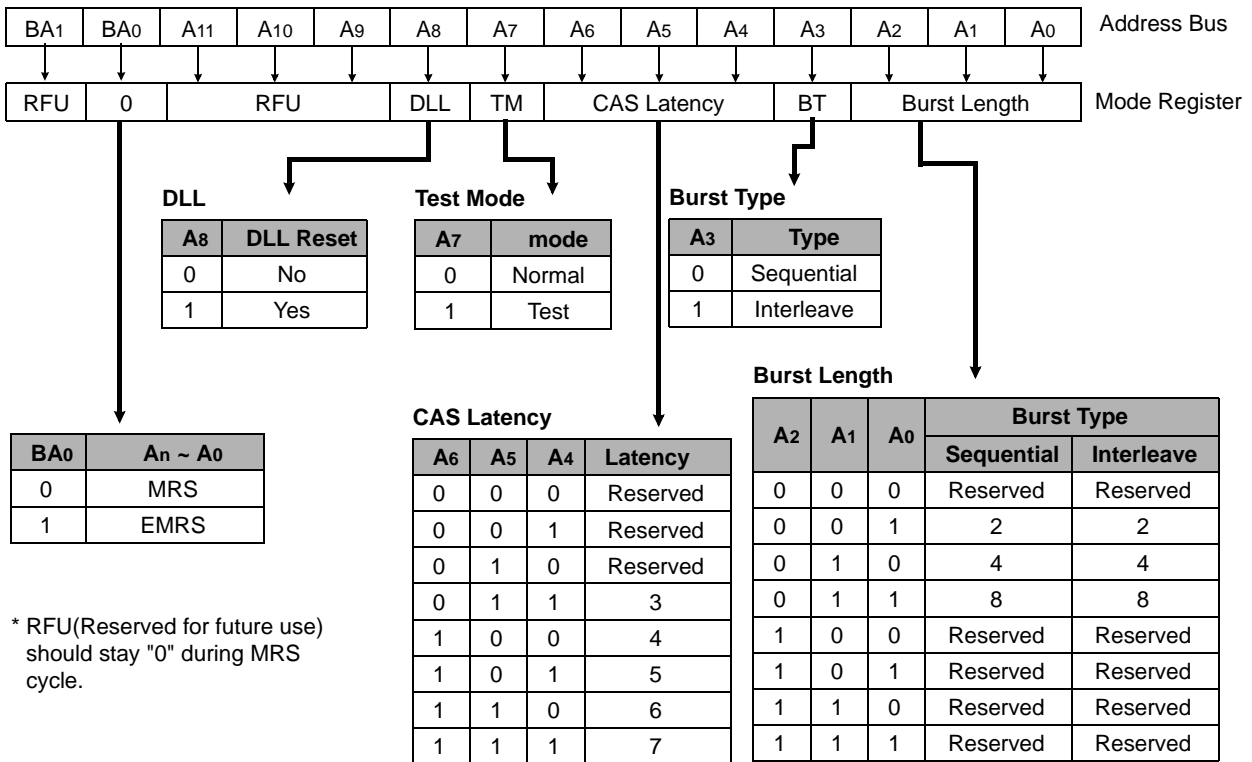 BA1 BA0 A11 A10 A9 A8 A7 A6 A5 A4 A3 A2 A1 A0 Address Bus
RFU 0 RFU DLL TM CAS Latency BT Burst Length Mode Register
DLL
A8 DLL Reset
0 No
1 Yes
Test Mode
A7 mode
0 Normal
1 Test
Burst Type
A3 Type
0 Sequential
1 Interleave
BA0 An ~ A0
0 MRS
1 EMRS
* RFU(Reserved for future use)
should stay "0" during MRS
cycle.
CAS Latency
A6 A5 A4 Latency
0 0 0 Reserved
0 0 1 Reserved
0 1 0 Reserved
0 1 1 3
1 0 0 4
1 0 1 5
1 1 0 6
1 1 1 7
Burst Length
A2 A1 A0 Burst Type
Sequential Interleave
0 0 0 Reserved Reserved
0 0 1 2 2
0 1 0 4 4
0 1 1 8 8
1 0 0 Reserved Reserved
1 0 1 Reserved Reserved
1 1 0 Reserved Reserved
1 1 1 Reserved Reserved